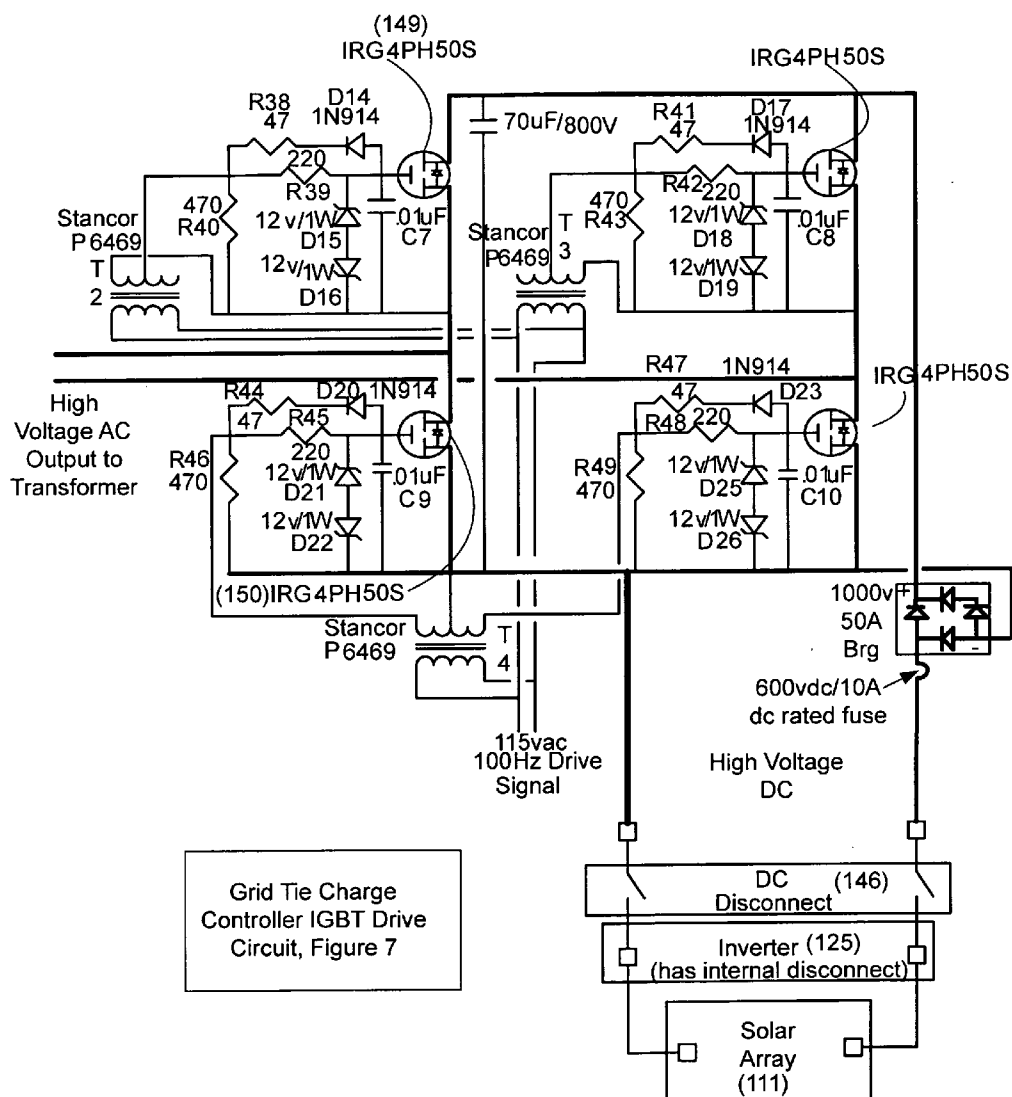 (149)
IRG4PH50S
IRG4PH50S
R38
47
D14
1N914
70uF/800V
R41
47
D17
1N914
220
R39
470
R40
12v/1W
D15
.01uF
C7
12v/1W
D16
Stancor
P6469
T
2
R42
220
470
R43
12v/1W
D18
.01uF
C8
12v/1W
D19
Stancor
P6469
T
3
High
Voltage AC
Output to
Transformer
R44
47
D20
1N914
R45
220
R46
470
12v/1W
D21
.01uF
C9
12v/1W
D22
(150)IRG4PH50S
R47
47
1N914
D23
IRG4PH50S
R48
220
R49
470
12v/1W
D25
.01uF
C10
12v/1W
D26
Stancor
P6469
T
4
115vac
100Hz Drive
Signal
1000v
+
50A
Brg
-
600vdc/10A
dc rated fuse
High Voltage
DC
DC
Disconnect
(146)
Inverter (125)
(has internal disconnect)
Solar
Array
(111)
Grid Tie Charge
Controller IGBT Drive
Circuit, Figure 7